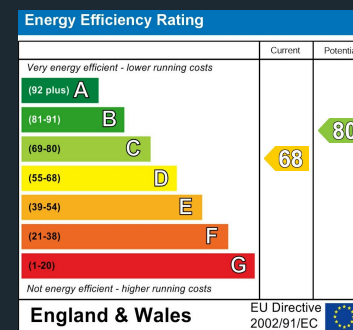 Energy Efficiency Rating
Current
Very energy efficient - lower running costs
(92 plus) A
(81-91) B
80
(69-80) C
68
(55-68) D
(39-54) E
(21-38) F
(1-20) G
Not energy efficient - higher running costs
England & Wales
EU Directive
2002/91/EC